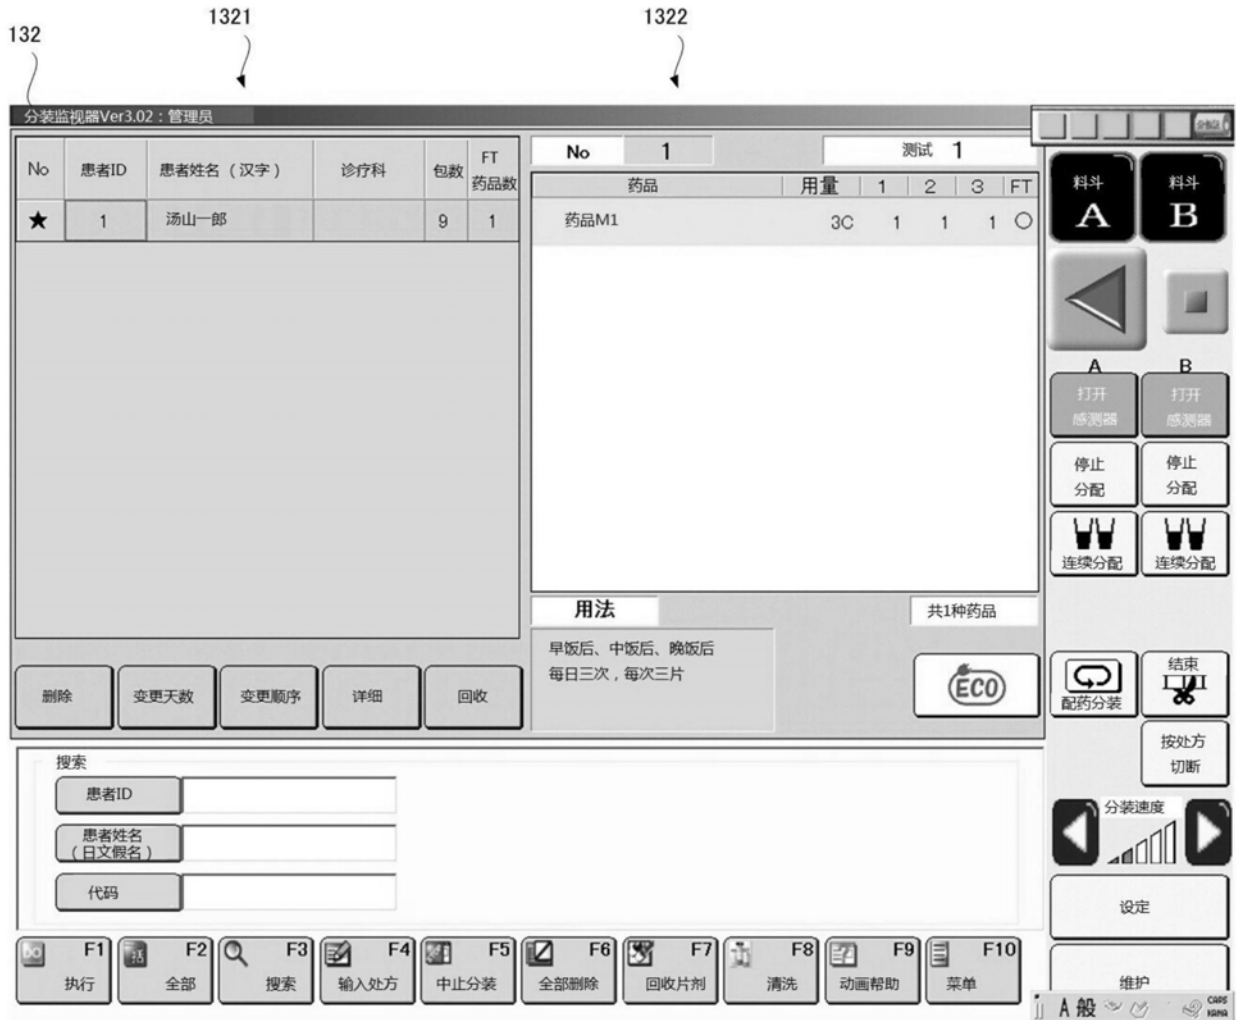 132
1321
1322
分装监视器Ver3.02：管理员
No 患者ID 患者姓名（汉字） 诊疗科 包数 FT药品数
★ 1 汤山一郎 9 1
No 1 测试 1
药品 用量 1 2 3 FT
药品M1 3C 1 1 1 ○
用法
共1种药品
早饭后、中饭后、晚饭后
每日三次，每次三片
ECO
删除 变更天数 变更顺序 详细 回收
料斗 料斗
A B
A B
打开 打开
感测器 感测器
停止 停止
分配 分配
连续分配 连续分配
配药分装 结束
按处方
切断
分装速度
设定
维护
搜索
患者ID
患者姓名
（日文假名）
代码
F1 F2 F3 F4 F5 F6 F7 F8 F9 F10
执行 全部 搜索 输入处方 中止分装 全部删除 回收片剂 清洗 动画帮助 菜单
A 般 CAPS
KANA